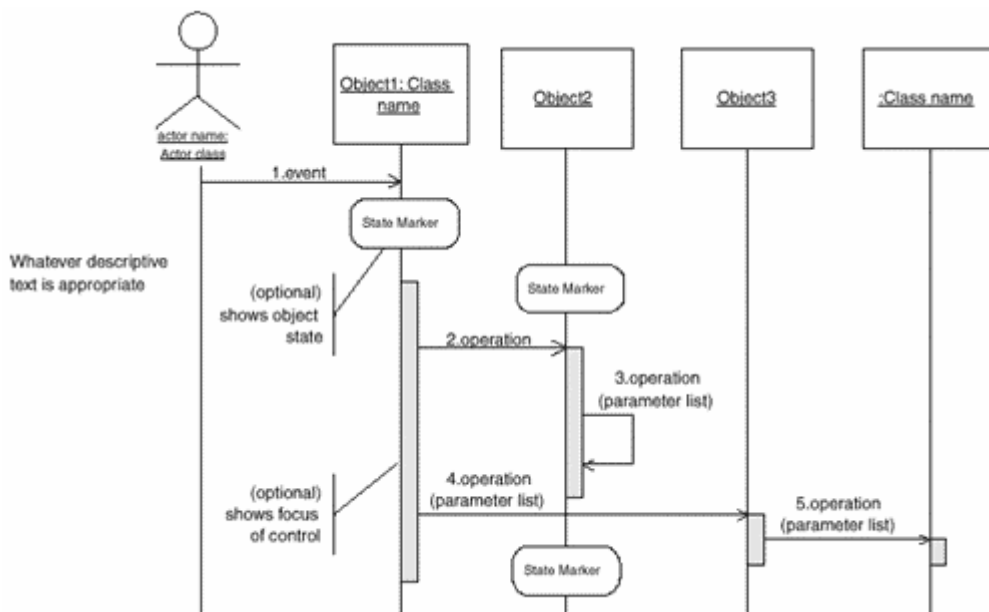 Object1: Class
name
Object2
Object3
:Class name
actor name:
Actor class
1.event
State Marker
Whatever descriptive
text is appropriate
(optional)
shows object
state
State Marker
2.operation
3.operation
(parameter list)
(optional)
shows focus
of control
4.operation
(parameter list)
5.operation
(parameter list)
State Marker